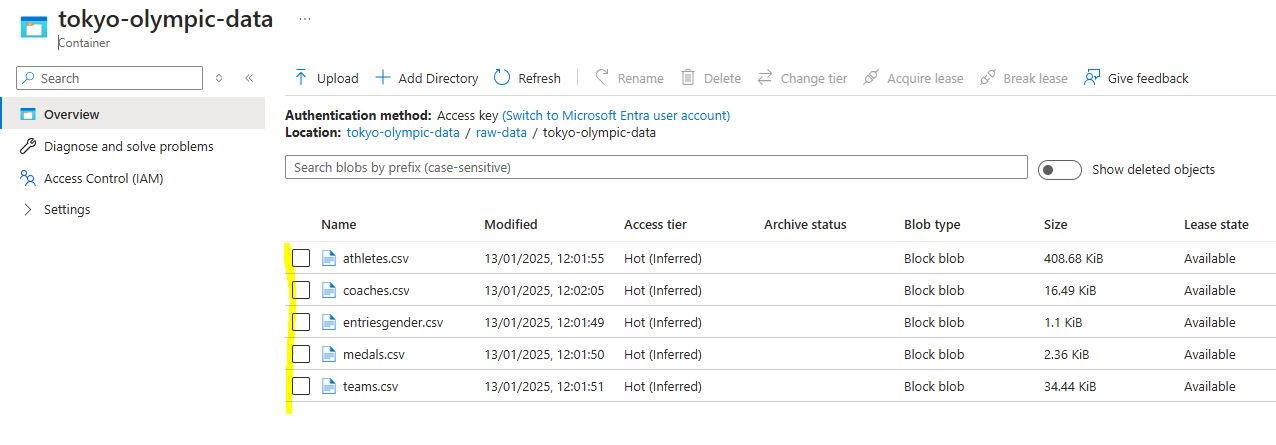 tokyo-olympic-data ...
Container
Search
Overview
Diagnose and solve problems
Access Control (IAM)
Settings
Upload Add Directory Refresh Rename Delete Change tier Acquire lease Break lease Give feedback
Authentication method: Access key (Switch to Microsoft Entra user account)
Location: tokyo-olympic-data / raw-data / tokyo-olympic-data
Search blobs by prefix (case-sensitive) Show deleted objects
Name Modified Access tier Archive status Blob type Size Lease state
athletes.csv 13/01/2025, 12:01:55 Hot (Inferred) Block blob 408.68 KiB Available
coaches.csv 13/01/2025, 12:02:05 Hot (Inferred) Block blob 16.49 KiB Available
entriesgender.csv 13/01/2025, 12:01:49 Hot (Inferred) Block blob 1.1 KiB Available
medals.csv 13/01/2025, 12:01:50 Hot (Inferred) Block blob 2.36 KiB Available
teams.csv 13/01/2025, 12:01:51 Hot (Inferred) Block blob 34.44 KiB Available